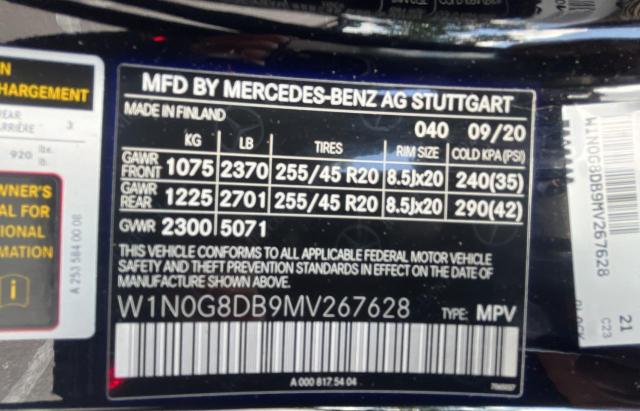 N
CHARGEMENT
REAR
ARRIÈRE 3
920 lbs.
lb.
WNER'S
AL FOR
IONAL
MATION
A 253 584 00 08
MFD BY MERCEDES-BENZ AG STUTTGART
MADE IN FINLAND 040 09/20
KG LB TIRES RIM SIZE COLD KPA(PSI)
GAWR FRONT 1075 2370 255/45 R20 8.5Jx20 240(35)
GAWR REAR 1225 2701 255/45 R20 8.5Jx20 290(42)
GVWR 2300 5071
THIS VEHICLE CONFORMS TO ALL APPLICABLE FEDERAL MOTOR VEHICLE
THEFT PREVENTION STANDARDS IN EFFECT ON THE DATE OF
MANUFACTURE SHOWN ABOVE.
W1N0G8DB9MV267628 TYPE: MPV
A 000 817 54 04
W1N0G8DB9MV267628
21
C23